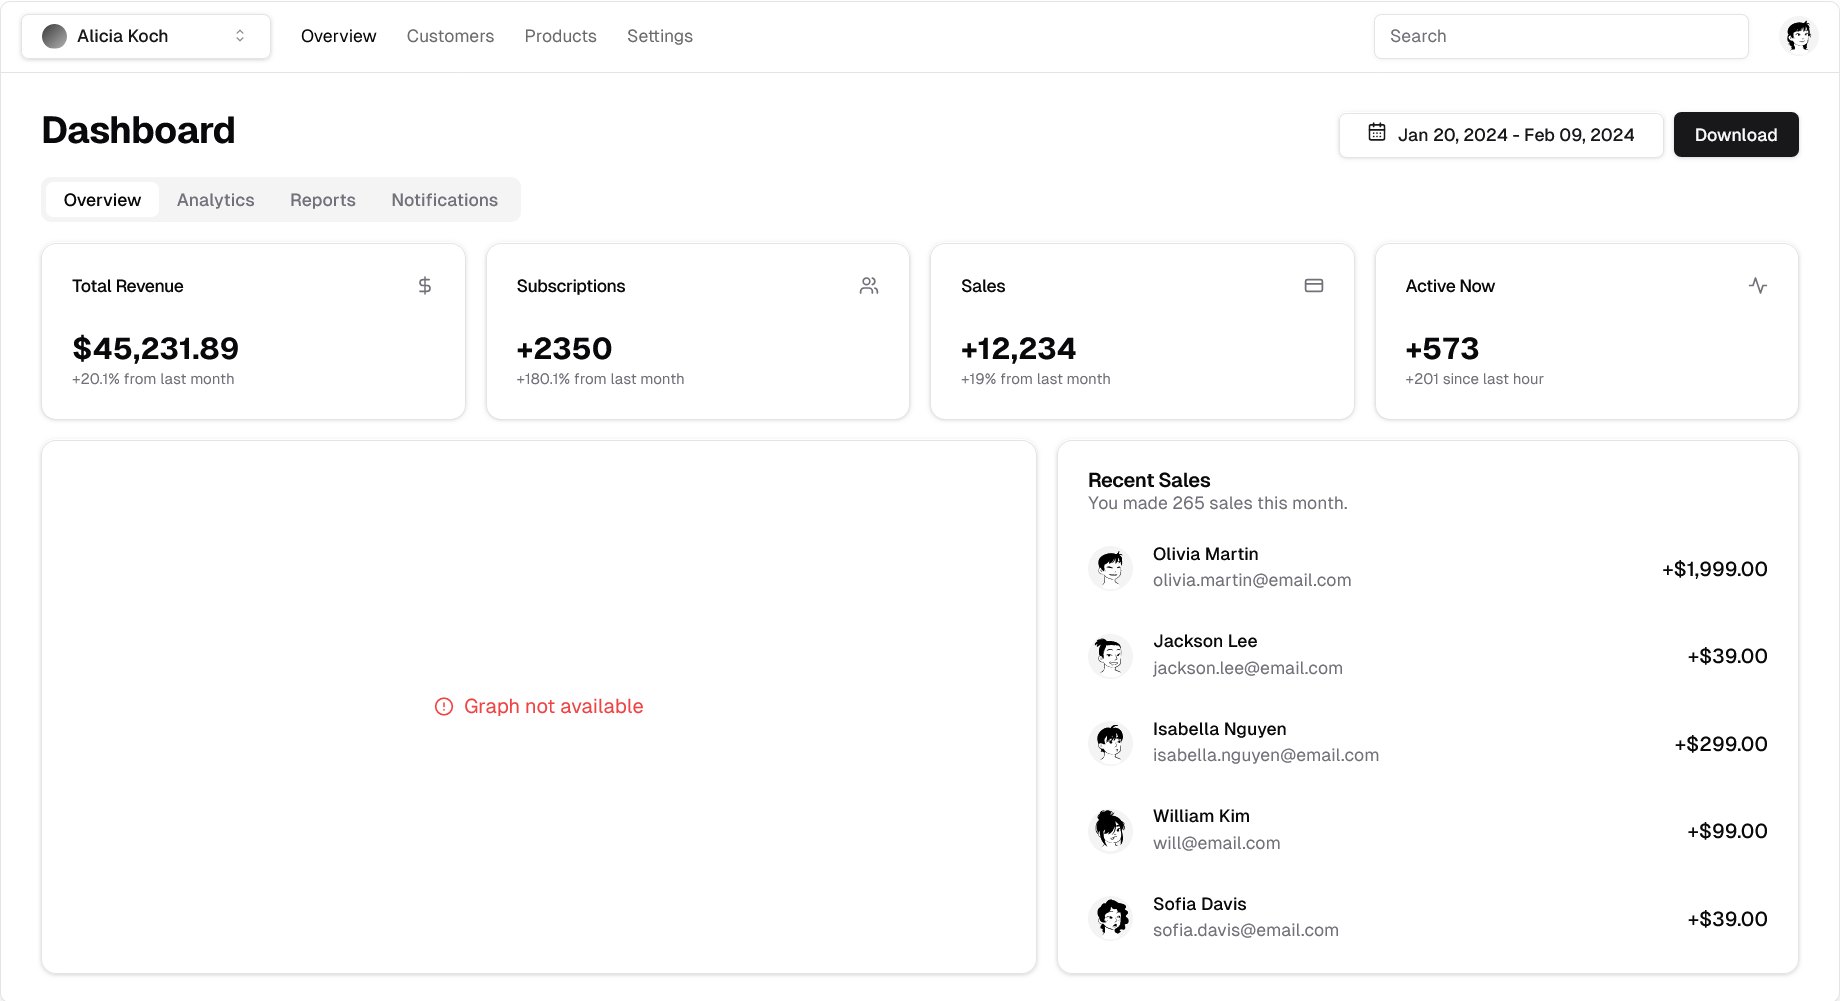 Alicia Koch
Overview
Customers
Products
Settings
Search
Dashboard
Jan 20, 2024 - Feb 09, 2024
Download
Overview
Analytics
Reports
Notifications
Total Revenue
$45,231.89
+20.1% from last month
Subscriptions
+2350
+180.1% from last month
Sales
+12,234
+19% from last month
Active Now
+573
+201 since last hour
Graph not available
Recent Sales
You made 265 sales this month.
Olivia Martin
olivia.martin@email.com
+$1,999.00
Jackson Lee
jackson.lee@email.com
+$39.00
Isabella Nguyen
isabella.nguyen@email.com
+$299.00
William Kim
will@email.com
+$99.00
Sofia Davis
sofia.davis@email.com
+$39.00